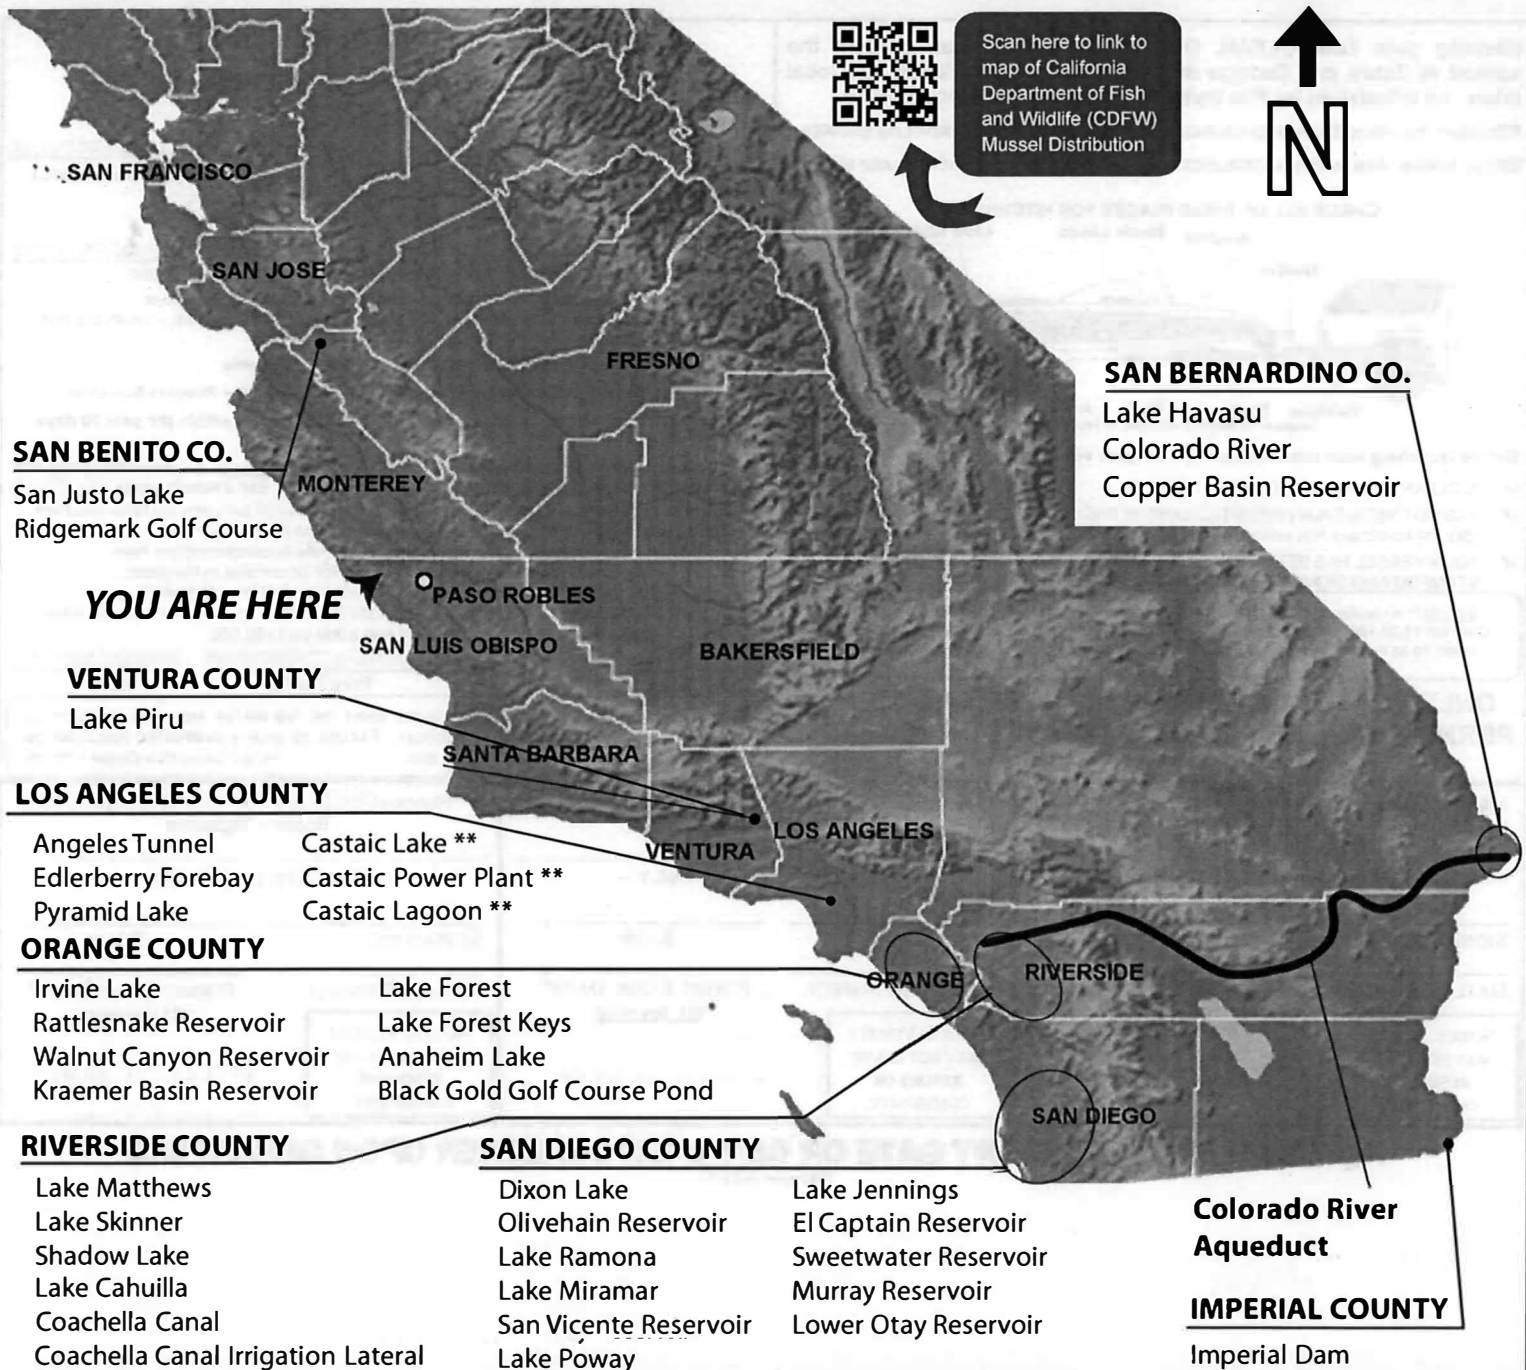 Scan here to link to
map of California
Department of Fish
and Wildlife (CDFW)
Mussel Distribution
N
SAN FRANCISCO
SAN JOSE
FRESNO
SAN BERNARDINO CO.
Lake Havasu
Colorado River
Copper Basin Reservoir
SAN BENITO CO.
San Justo Lake
Ridgemark Golf Course
MONTEREY
YOU ARE HERE
PASO ROBLES
SAN LUIS OBISPO
BAKERSFIELD
VENTURA COUNTY
Lake Piru
SANTA BARBARA
LOS ANGELES COUNTY
Angeles Tunnel
Edlerberry Forebay
Pyramid Lake
Castaic Lake **
Castaic Power Plant **
Castaic Lagoon **
LOS ANGELES
VENTURA
ORANGE COUNTY
Irvine Lake
Rattlesnake Reservoir
Walnut Canyon Reservoir
Kraemer Basin Reservoir
Lake Forest
Lake Forest Keys
Anaheim Lake
Black Gold Golf Course Pond
ORANGE
RIVERSIDE
SAN DIEGO
RIVERSIDE COUNTY
Lake Matthews
Lake Skinner
Shadow Lake
Lake Cahuilla
Coachella Canal
Coachella Canal Irrigation Lateral
SAN DIEGO COUNTY
Dixon Lake
Olivehain Reservoir
Lake Ramona
Lake Miramar
San Vicente Reservoir
Lake Poway
Lake Jennings
El Captain Reservoir
Sweetwater Reservoir
Murray Reservoir
Lower Otay Reservoir
Colorado River
Aqueduct
IMPERIAL COUNTY
Imperial Dam